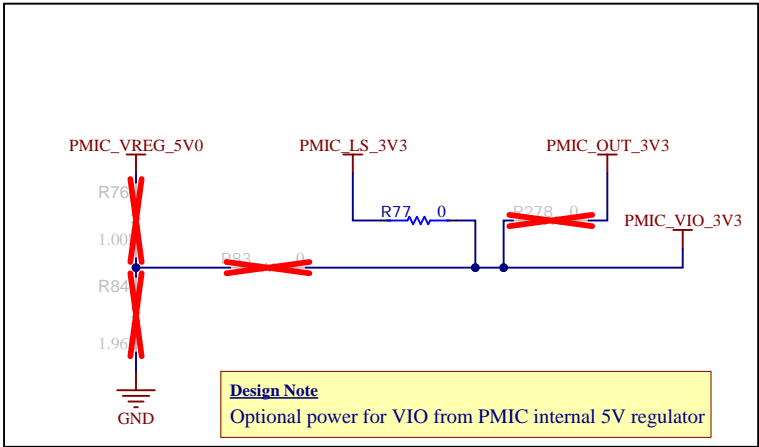 PMIC_VREG_5V0
PMIC_LS_3V3
PMIC_OUT_3V3
R76
R77
0
R278
0
PMIC_VIO_3V3
1.00
R83
0
R84
1.96
Design Note
Optional power for VIO from PMIC internal 5V regulator
GND